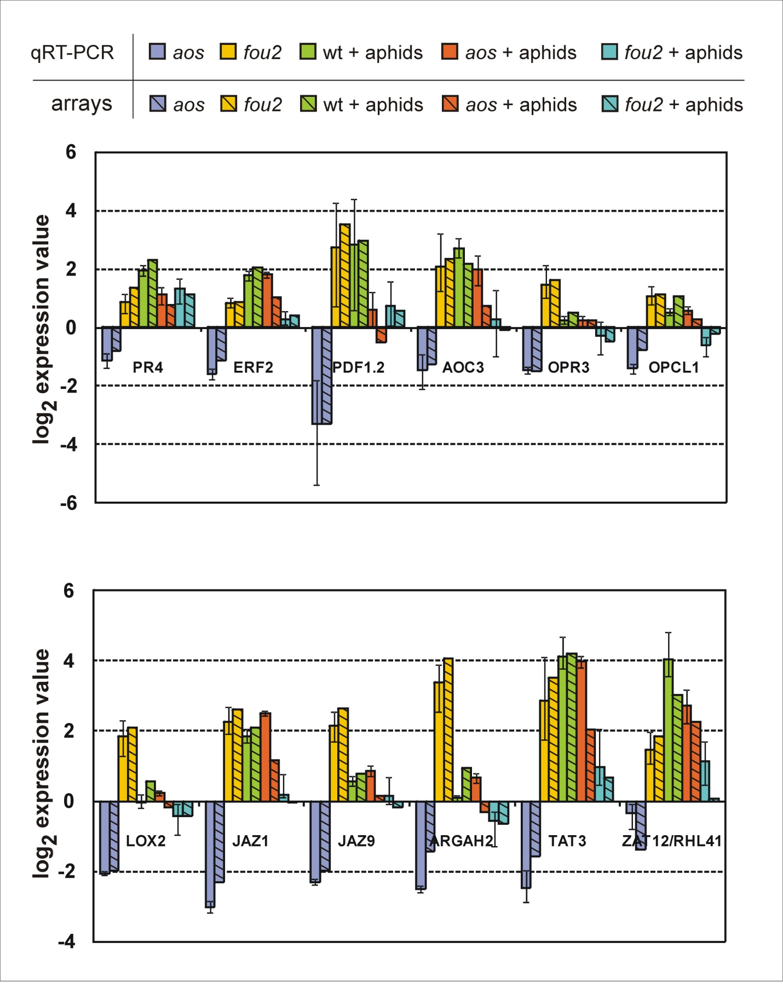 qRT-PCR aos fou2 wt + aphids aos + aphids fou2 + aphids
arrays aos fou2 wt + aphids aos + aphids fou2 + aphids
log2 expression value
6
4
2
0
-2
-4
-6
PR4 ERF2 PDF1.2 AOC3 OPR3 OPCL1
log2 expression value
6
4
2
0
-2
-4
LOX2 JAZ1 JAZ9 ARGAH2 TAT3 ZAT12/RHL41